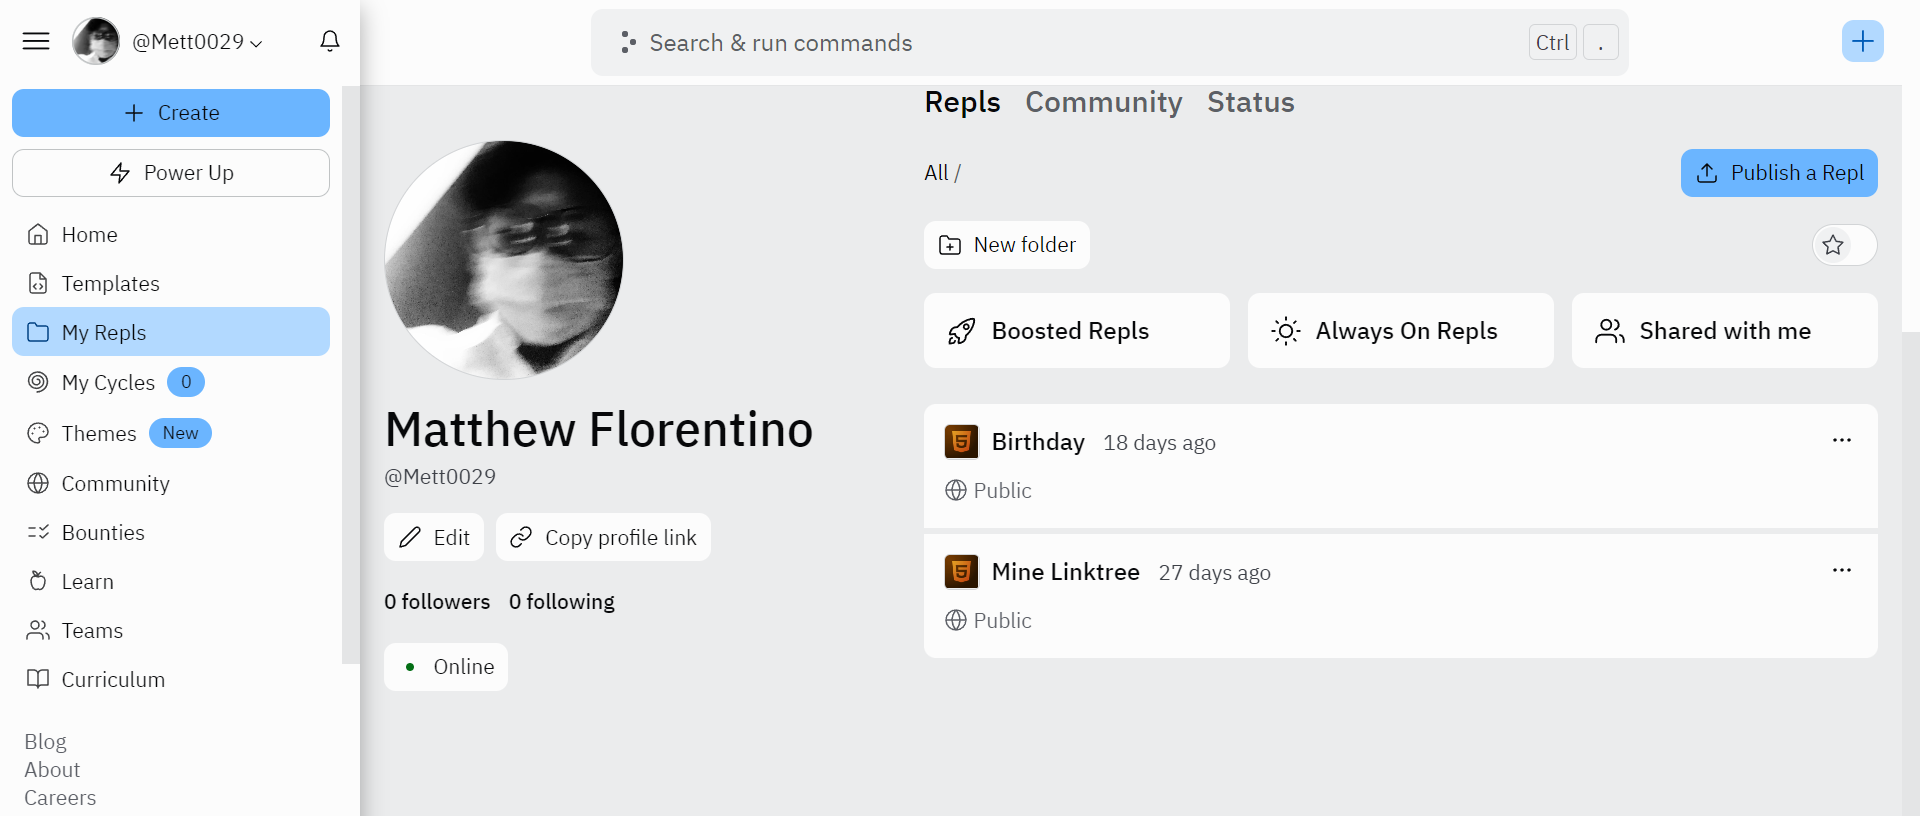 @Mett0029
Search & run commands
Ctrl .
Create
Power Up
Home
Templates
My Repls
My Cycles 0
Themes New
Community
Bounties
Learn
Teams
Curriculum
Blog
About
Careers
Matthew Florentino
@Mett0029
Edit
Copy profile link
0 followers 0 following
Online
Repls Community Status
All /
Publish a Repl
New folder
Boosted Repls
Always On Repls
Shared with me
Birthday 18 days ago
Public
Mine Linktree 27 days ago
Public